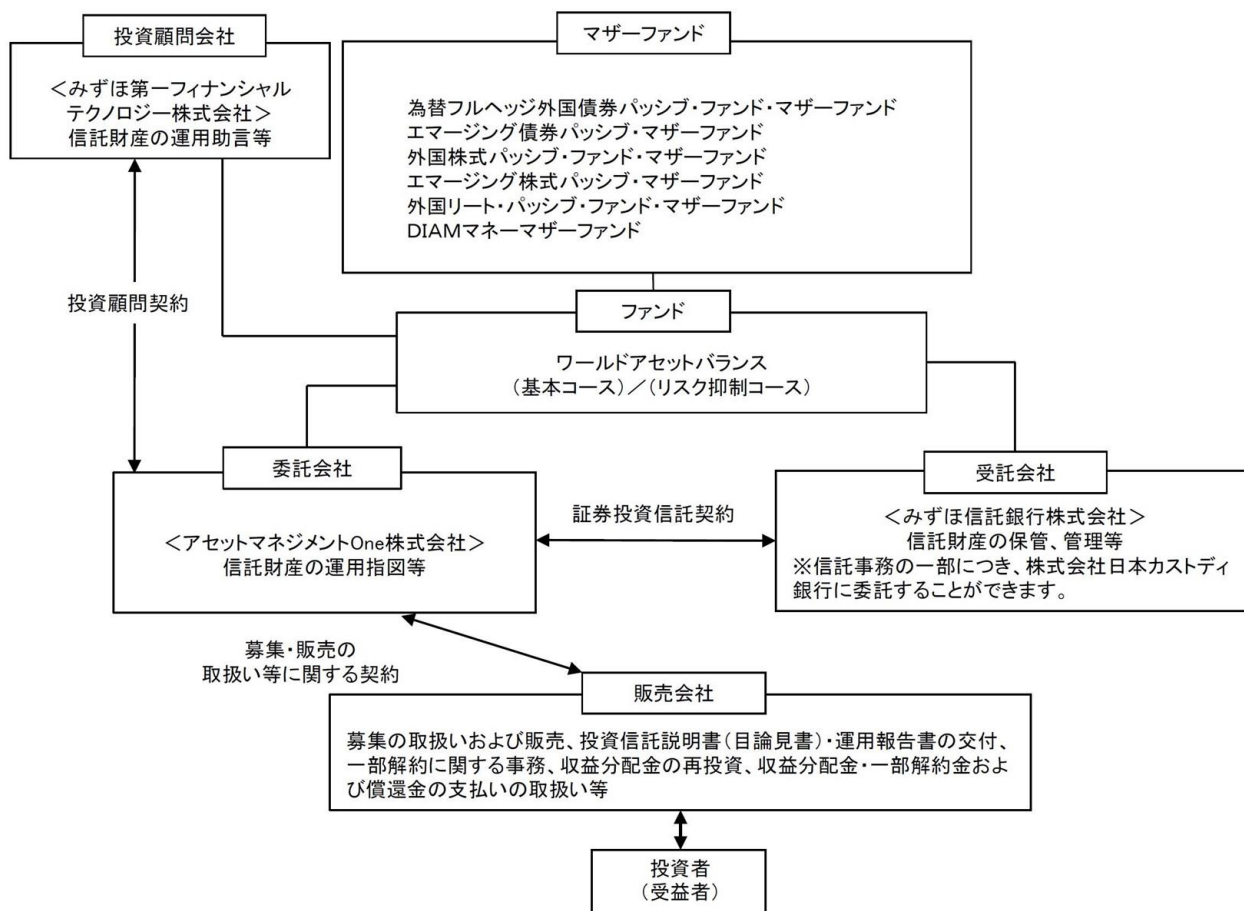 投資顧問会社
＜みずほ第一フィナンシャル
テクノロジー株式会社＞
信託財産の運用助言等
マザーファンド
為替フルヘッジ外国債券パッシブ・ファンド・マザーファンド
エマージング債券パッシブ・マザーファンド
外国株式パッシブ・ファンド・マザーファンド
エマージング株式パッシブ・マザーファンド
外国リート・パッシブ・ファンド・マザーファンド
DIAMマネーマザーファンド
投資顧問契約
ファンド
ワールドアセットバランス
（基本コース）／（リスク抑制コース）
委託会社
＜アセットマネジメントOne株式会社＞
信託財産の運用指図等
証券投資信託契約
受託会社
＜みずほ信託銀行株式会社＞
信託財産の保管、管理等
※信託事務の一部につき、株式会社日本カストディ
銀行に委託することができます。
募集・販売の
取扱い等に関する契約
販売会社
募集の取扱いおよび販売、投資信託説明書（目論見書）・運用報告書の交付、
一部解約に関する事務、収益分配金の再投資、収益分配金・一部解約金およ
び償還金の支払いの取扱い等
投資者
（受益者）